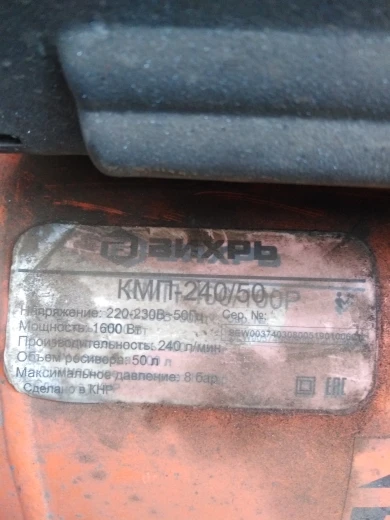 ВИХРЬ
КМП-240/50
Напряжение: 220-230В~50Гц Сер. №:
Мощность: 1600 Вт
Производительность: 240 л/мин
Объем ресивера: 50 л
Максимальное давление: 8 бар
Сделано в КНР
EAC